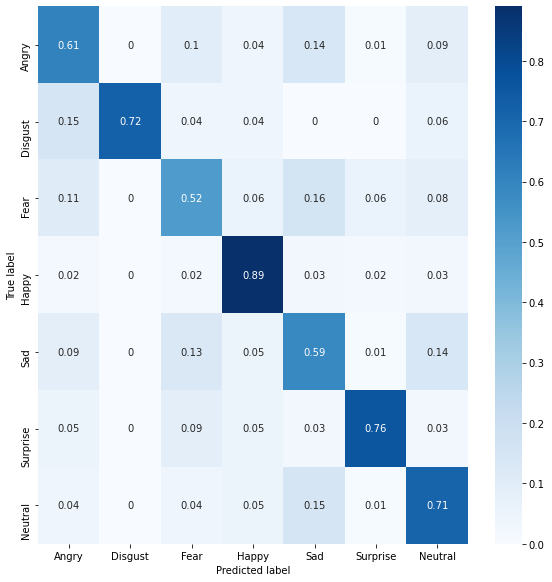 Angry 0.61 0 0.1 0.04 0.14 0.01 0.09
Disgust 0.15 0.72 0.04 0.04 0 0 0.06
Fear 0.11 0 0.52 0.06 0.16 0.06 0.08
Happy 0.02 0 0.02 0.89 0.03 0.02 0.03
Sad 0.09 0 0.13 0.05 0.59 0.01 0.14
Surprise 0.05 0 0.09 0.05 0.03 0.76 0.03
Neutral 0.04 0 0.04 0.05 0.15 0.01 0.71
True label
Angry Disgust Fear Happy Sad Surprise Neutral
Predicted label
0.8
0.7
0.6
0.5
0.4
0.3
0.2
0.1
0.0